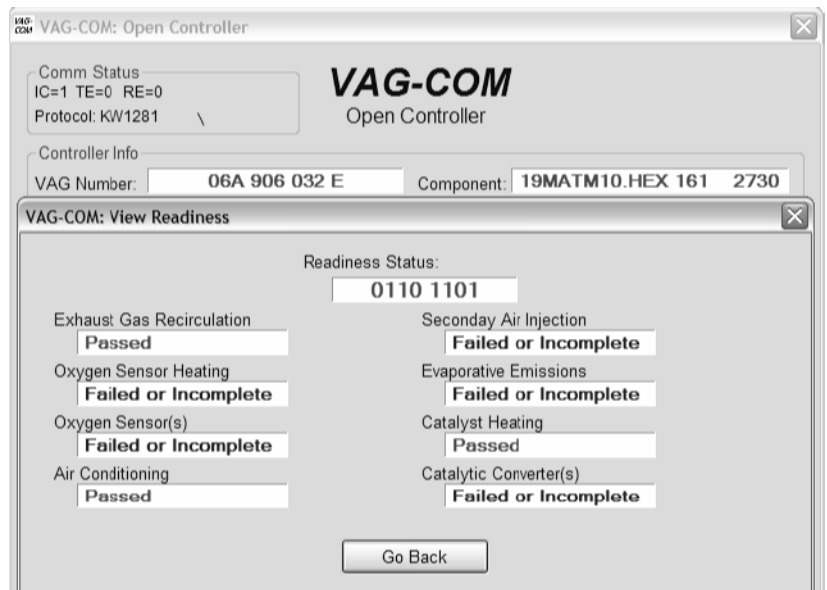 VAG-COM VAG-COM: Open Controller
Comm Status
IC=1 TE=0 RE=0
Protocol: KW1281 \
VAG-COM
Open Controller
Controller Info
VAG Number: 06A 906 032 E Component: 19MATM10.HEX 161 2730
VAG-COM: View Readiness
Readiness Status:
0110 1101
Exhaust Gas Recirculation
Passed
Oxygen Sensor Heating
Failed or Incomplete
Oxygen Sensor(s)
Failed or Incomplete
Air Conditioning
Passed
Seconday Air Injection
Failed or Incomplete
Evaporative Emissions
Failed or Incomplete
Catalyst Heating
Passed
Catalytic Converter(s)
Failed or Incomplete
Go Back